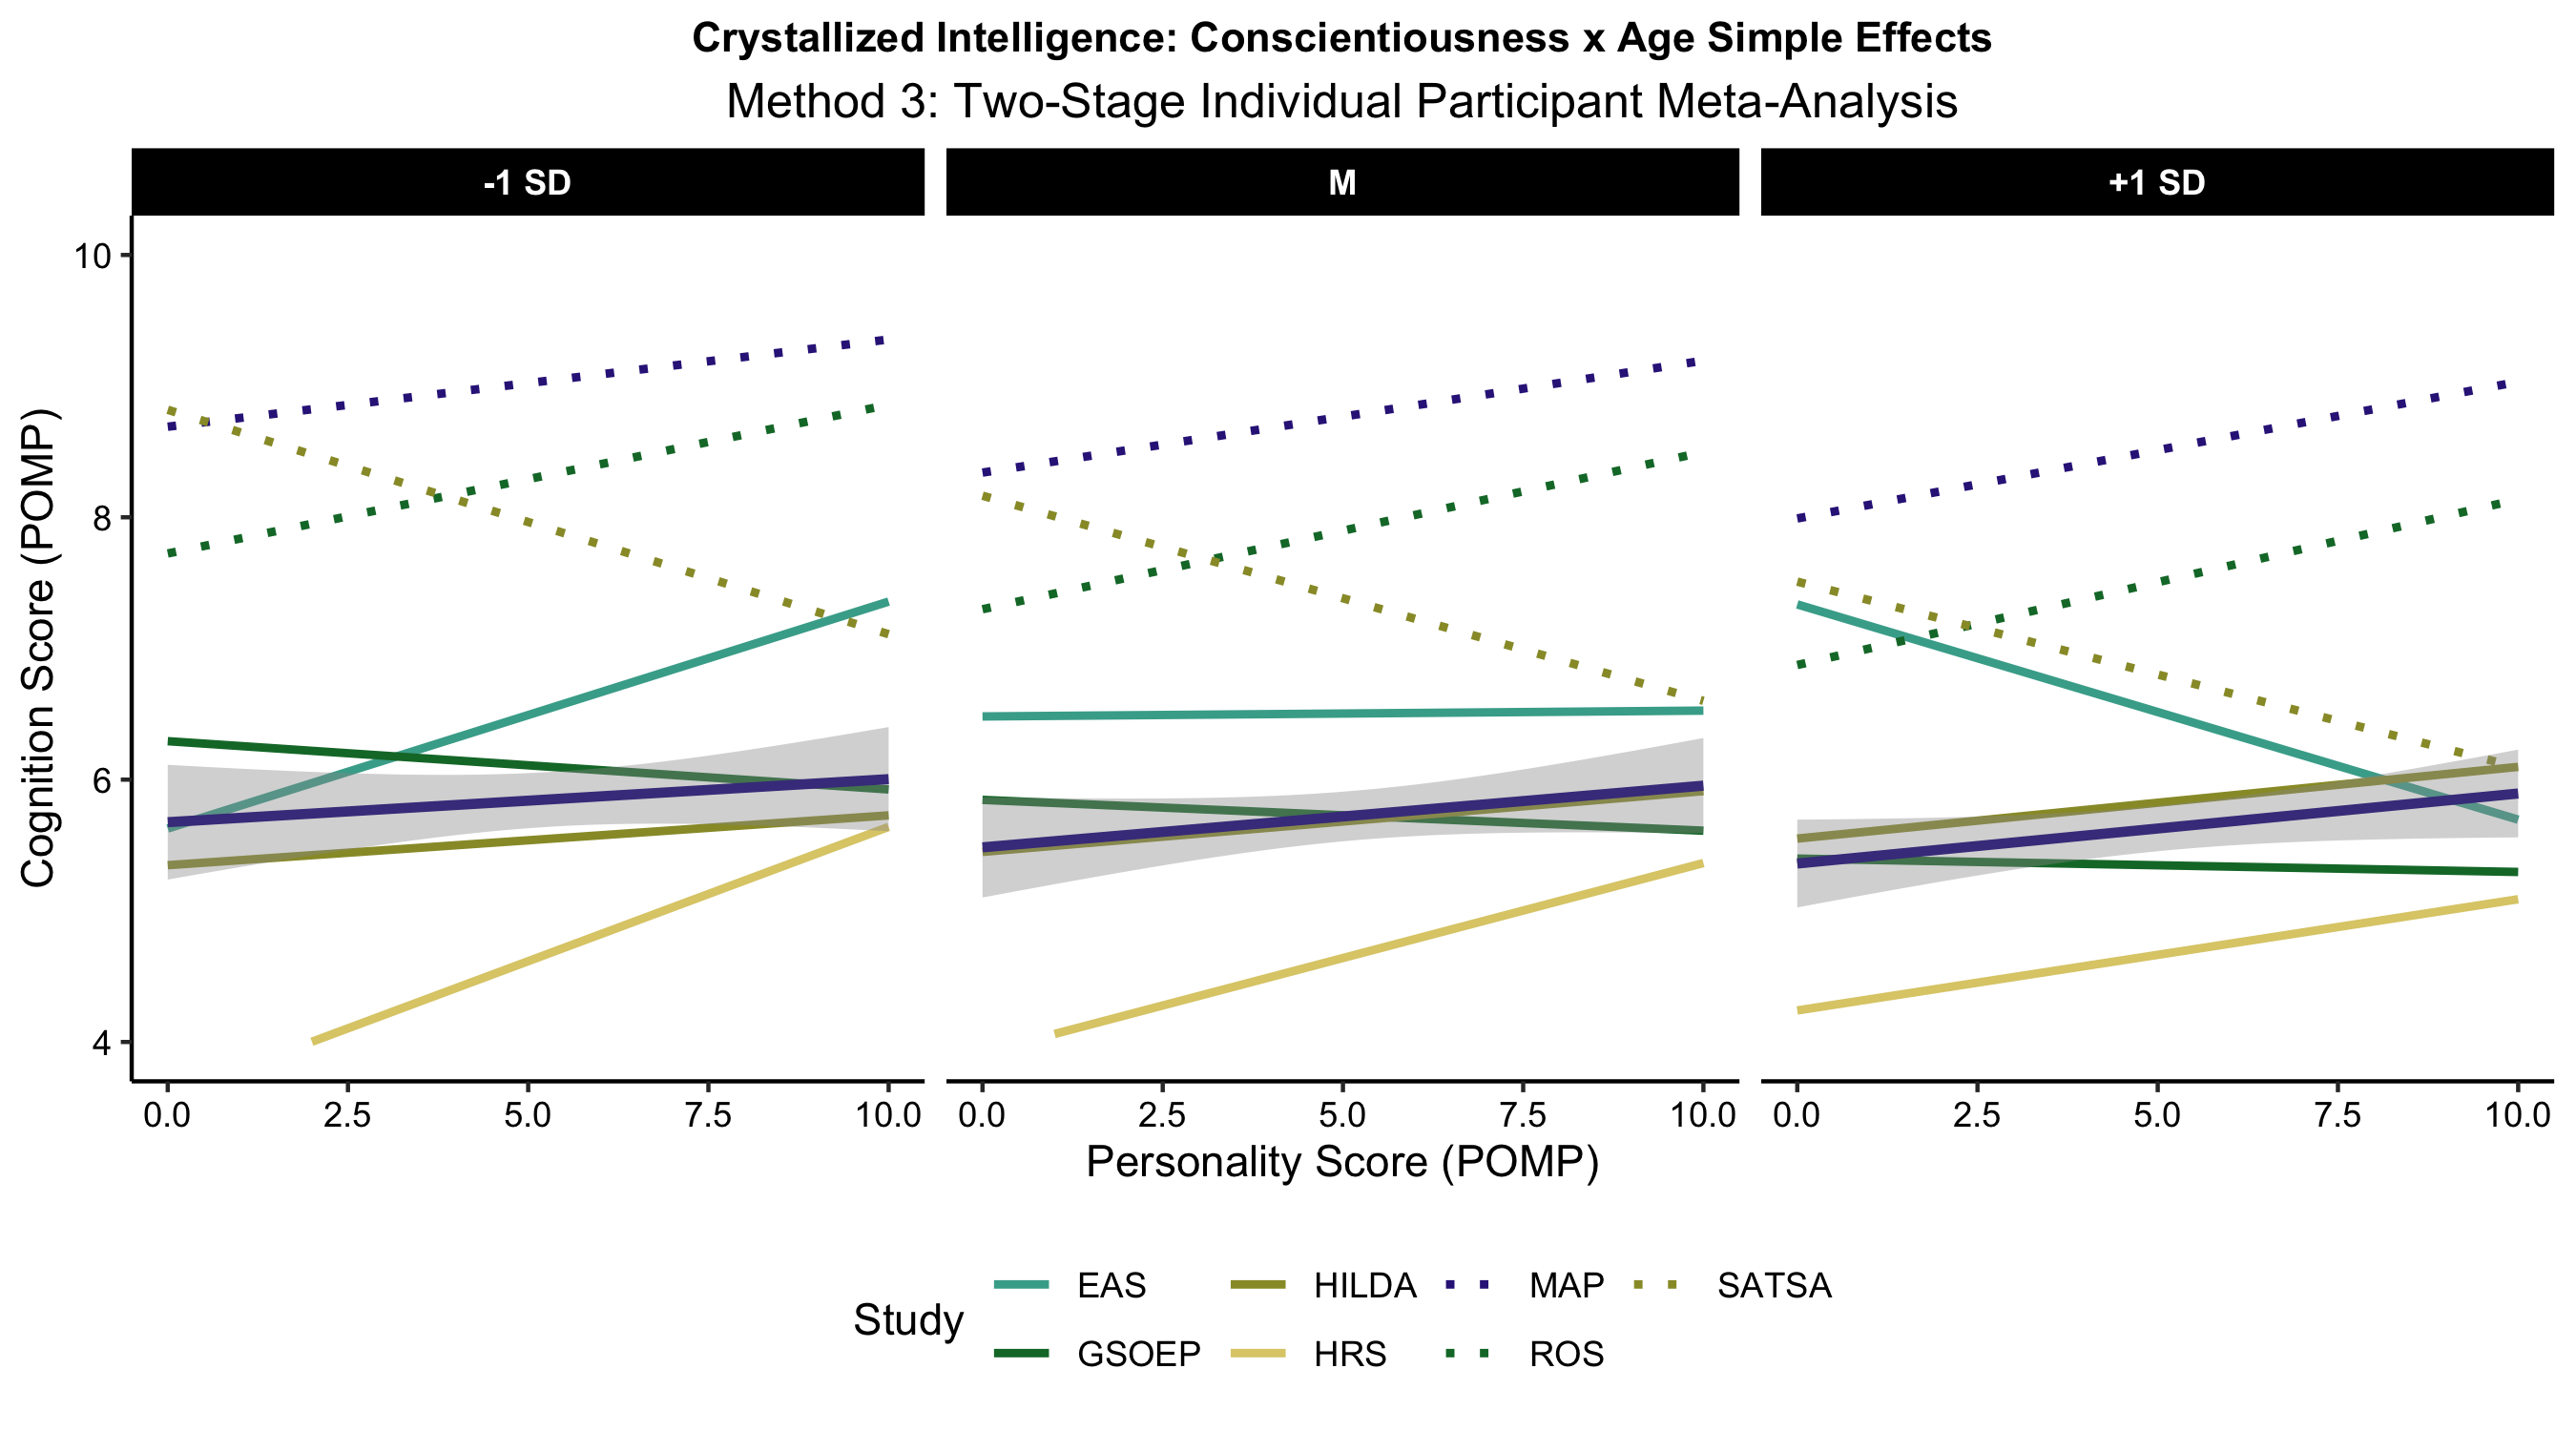 Crystallized Intelligence: Conscientiousness x Age Simple Effects
Method 3: Two-Stage Individual Participant Meta-Analysis
-1 SD M +1 SD
Cognition Score (POMP)
10
8
6
4
0.0 2.5 5.0 7.5 10.0 0.0 2.5 5.0 7.5 10.0 0.0 2.5 5.0 7.5 10.0
Personality Score (POMP)
Study
EAS HILDA MAP SATSA
GSOEP HRS ROS